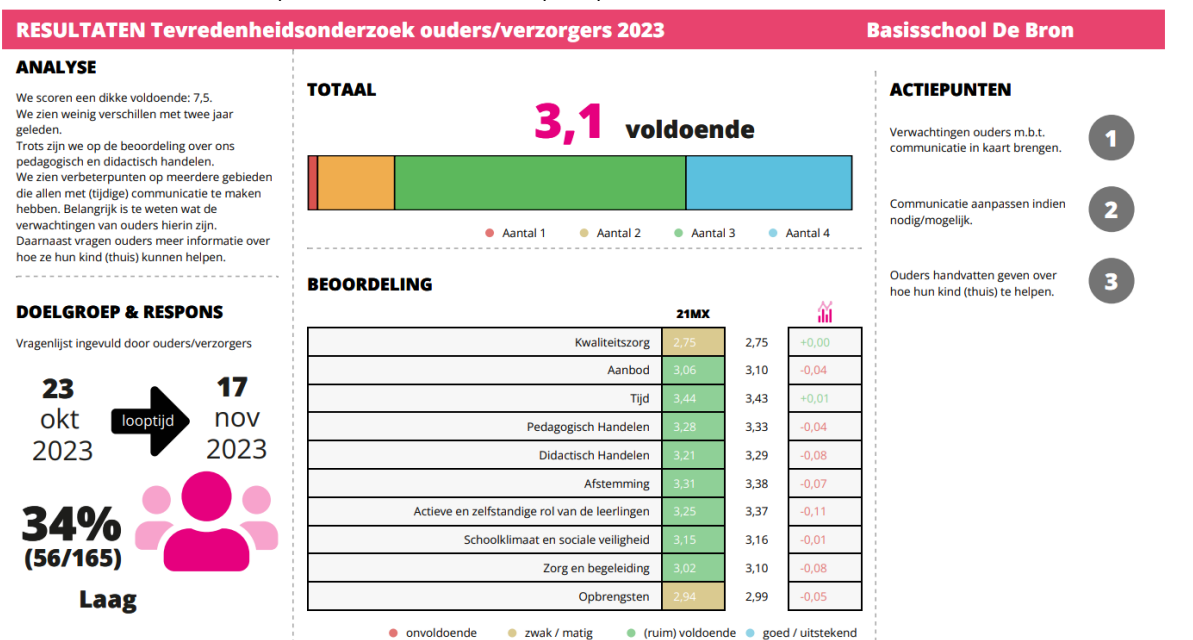 RESULTATEN Tevredenheidsonderzoek ouders/verzorgers 2023
Basisschool De Bron
ANALYSE
We scoren een dikke voldoende: 7,5.
We zien weinig verschillen met twee jaar
geleden.
Trots zijn we op de beoordeling over ons
pedagogisch en didactisch handelen.
We zien verbeterpunten op meerdere gebieden
die allen met (tijdige) communicatie te maken
hebben. Belangrijk is te weten wat de
verwachtingen van ouders hierin zijn.
Daarnaast vragen ouders meer informatie over
hoe ze hun kind (thuis) kunnen helpen.
DOELGROEP & RESPONS
Vragenlijst ingevuld door ouders/verzorgers
23
okt
2023
looptijd
17
nov
2023
34%
(56/165)
Laag
TOTAAL
3,1 voldoende
Aantal 1 Aantal 2 Aantal 3 Aantal 4
BEOORDELING
21MX
Kwaliteitszorg 2,75 2,75 +0,00
Aanbod 3,06 3,10 -0,04
Tijd 3,44 3,43 +0,01
Pedagogisch Handelen 3,28 3,33 -0,04
Didactisch Handelen 3,21 3,29 -0,08
Afstemming 3,31 3,38 -0,07
Actieve en zelfstandige rol van de leerlingen 3,25 3,37 -0,11
Schoolklimaat en sociale veiligheid 3,15 3,16 -0,01
Zorg en begeleiding 3,02 3,10 -0,08
Opbrengsten 2,94 2,99 -0,05
onvoldoende zwak / matig (ruim) voldoende goed / uitstekend
ACTIEPUNTEN
Verwachtingen ouders m.b.t.
communicatie in kaart brengen.
1
Communicatie aanpassen indien
nodig/mogelijk.
2
Ouders handvatten geven over
hoe hun kind (thuis) te helpen.
3